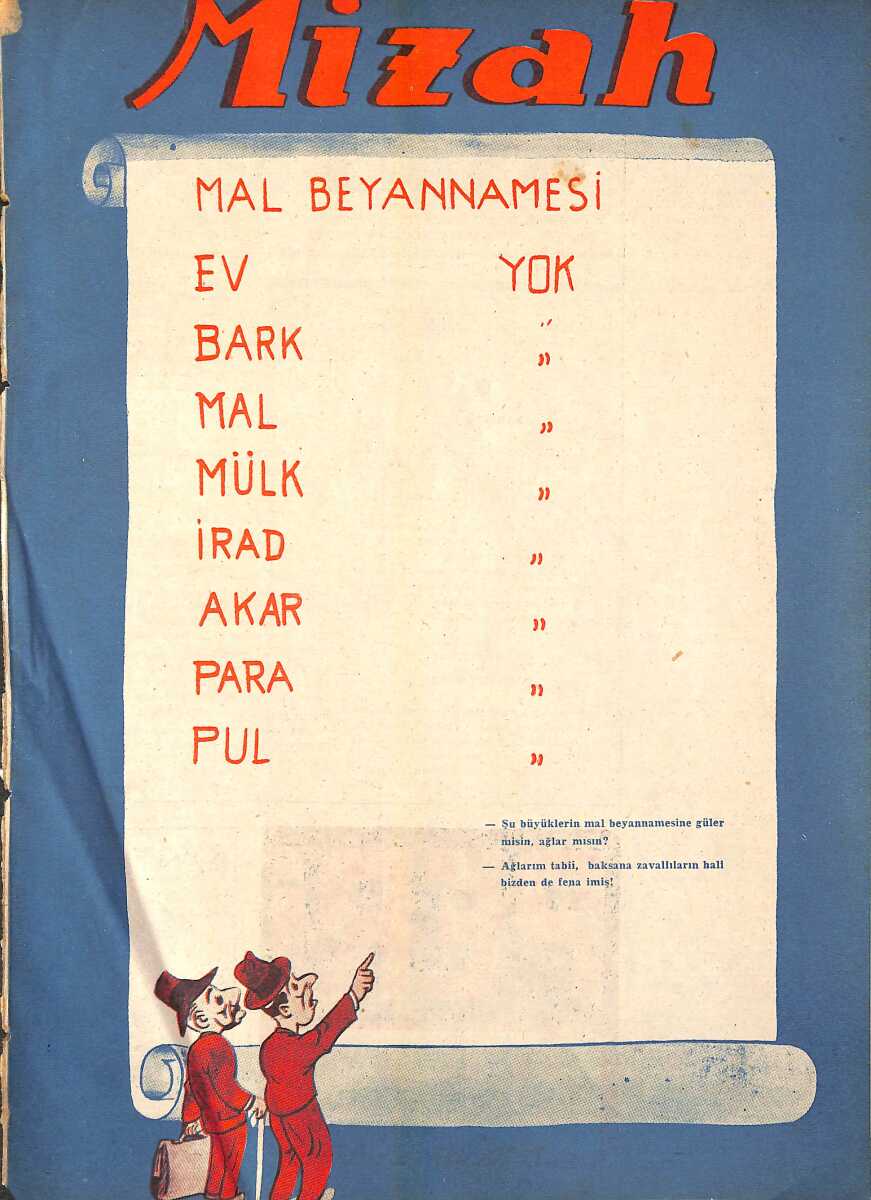 Mizah
MAL BEYANNAMESİ
EV YOK
BARK "
MAL "
MÜLK "
İRAD "
AKAR "
PARA "
PUL "
— Şu büyüklerin mal beyannamesine güler
misin, ağlar mısın?
— Ağlarım tabii, baksana zavallıların hali
bizden de fena imiş!